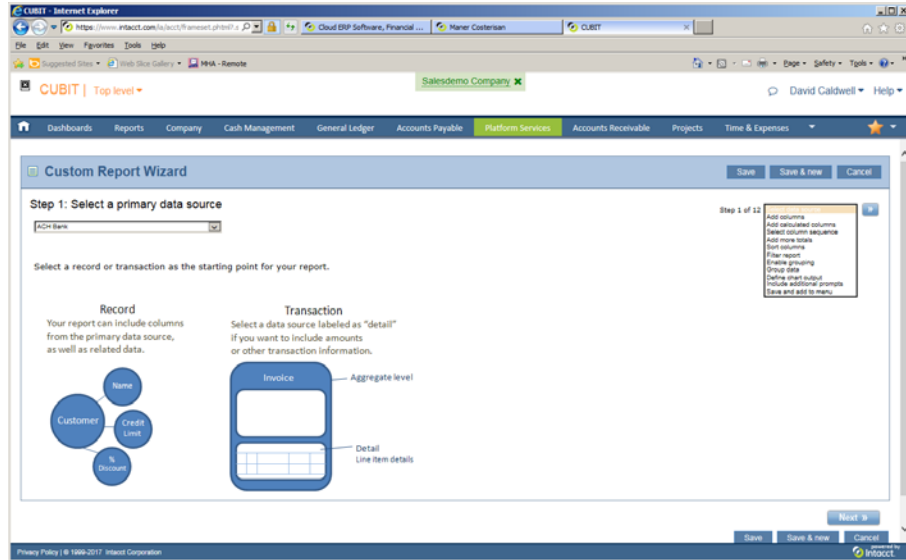 CUBIT - Internet Explorer
https://www.intacct.com/ia/acct/frameset.phtml?.s
Cloud ERP Software, Financial ...
Maner Costerisan
CUBIT
File Edit View Favorites Tools Help
Suggested Sites Web Slice Gallery MHA - Remote
Page Safety Tools
Salesdemo Company
CUBIT | Top level
David Caldwell Help
Dashboards Reports Company Cash Management General Ledger Accounts Payable Platform Services Accounts Receivable Projects Time & Expenses
Custom Report Wizard
Save Save & new Cancel
Step 1: Select a primary data source
Step 1 of 12
ACH Bank
Add columns
Add calculated columns
Select column sequence
Add more totals
Sort columns
Filter report
Enable grouping
Group data
Define chart output
Include additional prompts
Save and add to menu
Select a record or transaction as the starting point for your report.
Record
Your report can include columns
from the primary data source,
as well as related data.
Name
Customer
Credit
Limit
%
Discount
Transaction
Select a data source labeled as "detail"
if you want to include amounts
or other transaction information.
Invoice
Aggregate level
Detail
Line item details
Next »
Save Save & new Cancel
Privacy Policy | © 1999-2017 Intacct Corporation
powered by
Intacct